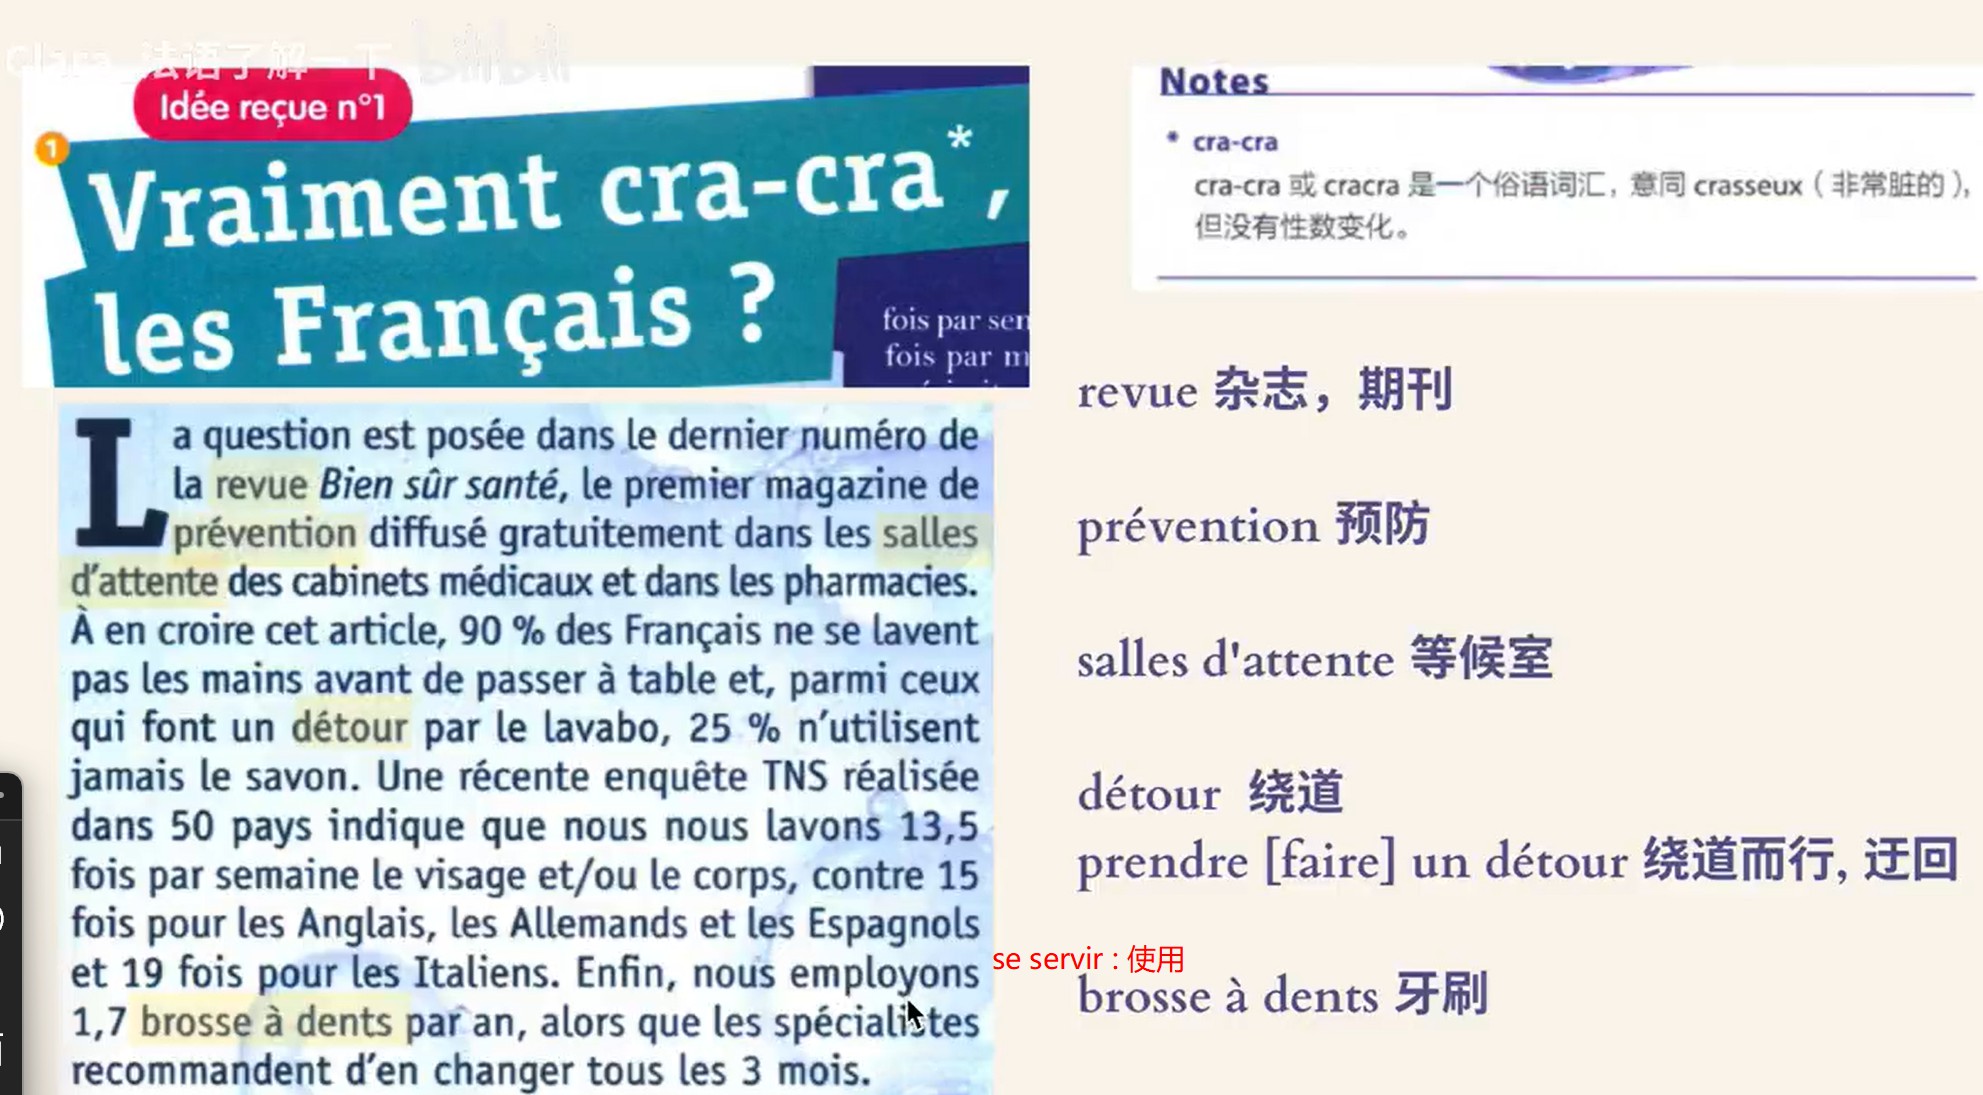 Clara 法语了解一下 bilibili
Idée reçue n°1
1
Vraiment cra-cra*,
les Français ?
fois par sem
fois par m
La question est posée dans le dernier numéro de
la revue Bien sûr santé, le premier magazine de
prévention diffusé gratuitement dans les salles
d'attente des cabinets médicaux et dans les pharmacies.
À en croire cet article, 90 % des Français ne se lavent
pas les mains avant de passer à table et, parmi ceux
qui font un détour par le lavabo, 25 % n'utilisent
jamais le savon. Une récente enquête TNS réalisée
dans 50 pays indique que nous nous lavons 13,5
fois par semaine le visage et/ou le corps, contre 15
fois pour les Anglais, les Allemands et les Espagnols
et 19 fois pour les Italiens. Enfin, nous employons
1,7 brosse à dents par an, alors que les spécialistes
recommandent d'en changer tous les 3 mois.
Notes
* cra-cra
cra-cra 或 cracra 是一个俗语词汇，意同 crasseux（非常脏的），
但没有性数变化。
revue 杂志，期刊
prévention 预防
salles d'attente 等候室
détour 绕道
prendre [faire] un détour 绕道而行, 迂回
se servir : 使用
brosse à dents 牙刷